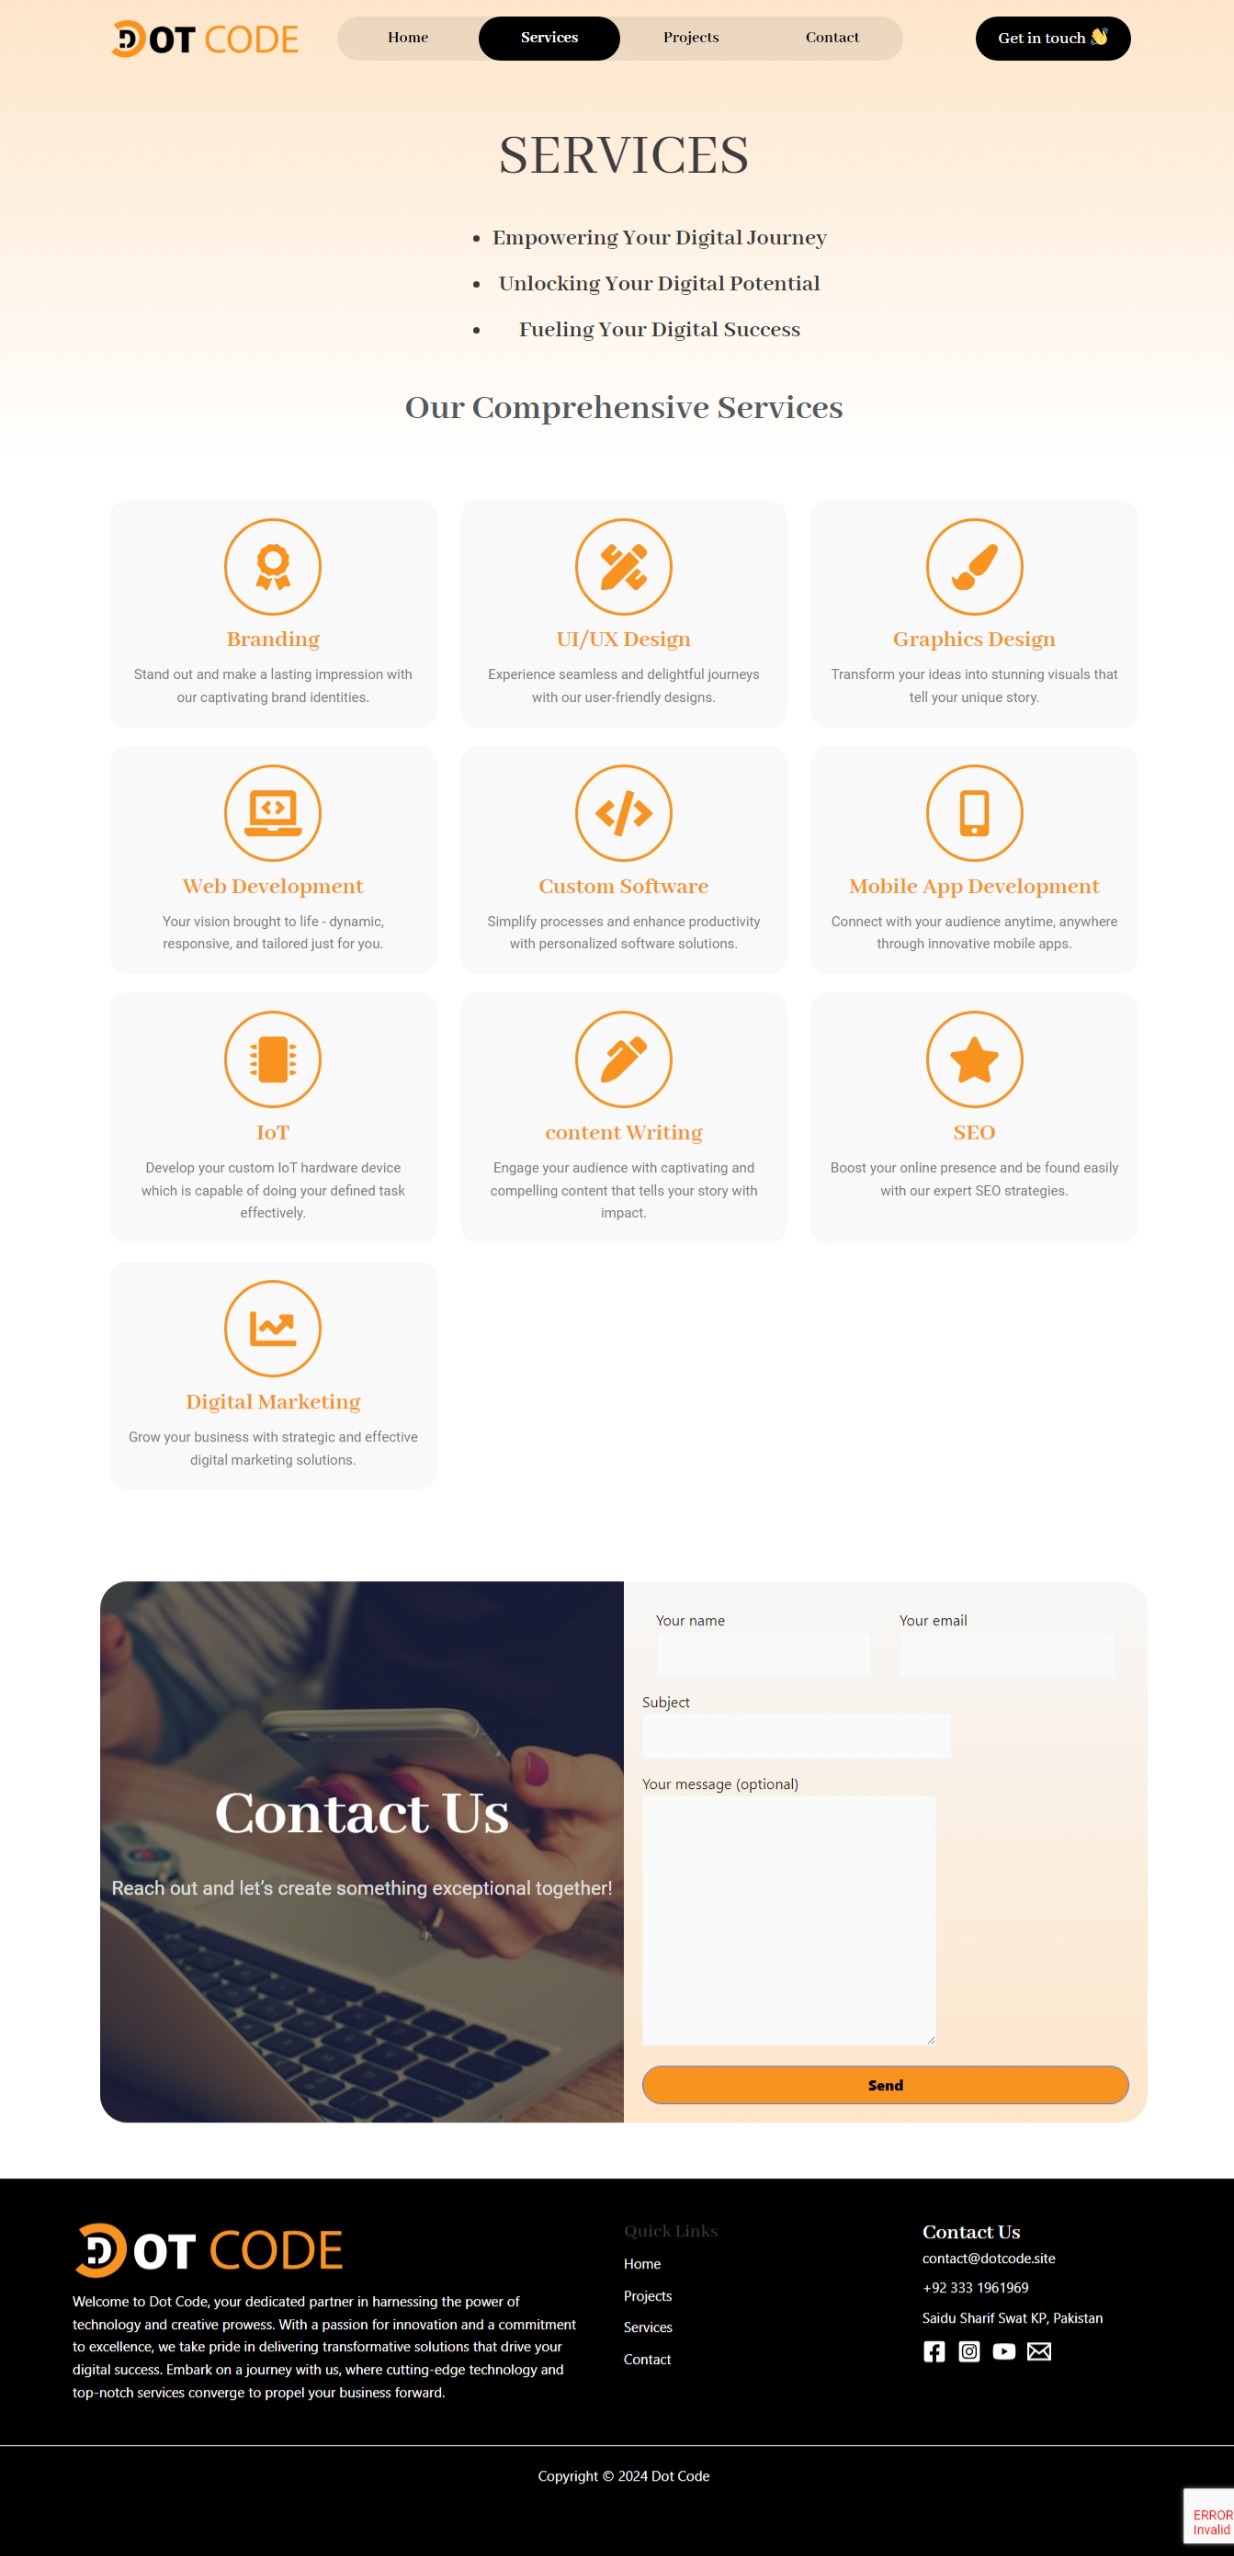 DOT CODE
Home
Services
Projects
Contact
Get in touch 👋
SERVICES
• Empowering Your Digital Journey
• Unlocking Your Digital Potential
• Fueling Your Digital Success
Our Comprehensive Services
Branding
Stand out and make a lasting impression with
our captivating brand identities.
UI/UX Design
Experience seamless and delightful journeys
with our user-friendly designs.
Graphics Design
Transform your ideas into stunning visuals that
tell your unique story.
Web Development
Your vision brought to life - dynamic,
responsive, and tailored just for you.
Custom Software
Simplify processes and enhance productivity
with personalized software solutions.
Mobile App Development
Connect with your audience anytime, anywhere
through innovative mobile apps.
IoT
Develop your custom IoT hardware device
which is capable of doing your defined task
effectively.
content Writing
Engage your audience with captivating and
compelling content that tells your story with
impact.
SEO
Boost your online presence and be found easily
with our expert SEO strategies.
Digital Marketing
Grow your business with strategic and effective
digital marketing solutions.
Contact Us
Reach out and let's create something exceptional together!
Your name
Your email
Subject
Your message (optional)
Send
DOT CODE
Welcome to Dot Code, your dedicated partner in harnessing the power of
technology and creative prowess. With a passion for innovation and a commitment
to excellence, we take pride in delivering transformative solutions that drive your
digital success. Embark on a journey with us, where cutting-edge technology and
top-notch services converge to propel your business forward.
Quick Links
Home
Projects
Services
Contact
Contact Us
contact@dotcode.site
+92 333 1961969
Saidu Sharif Swat KP, Pakistan
Copyright © 2024 Dot Code
ERROR
Invalid